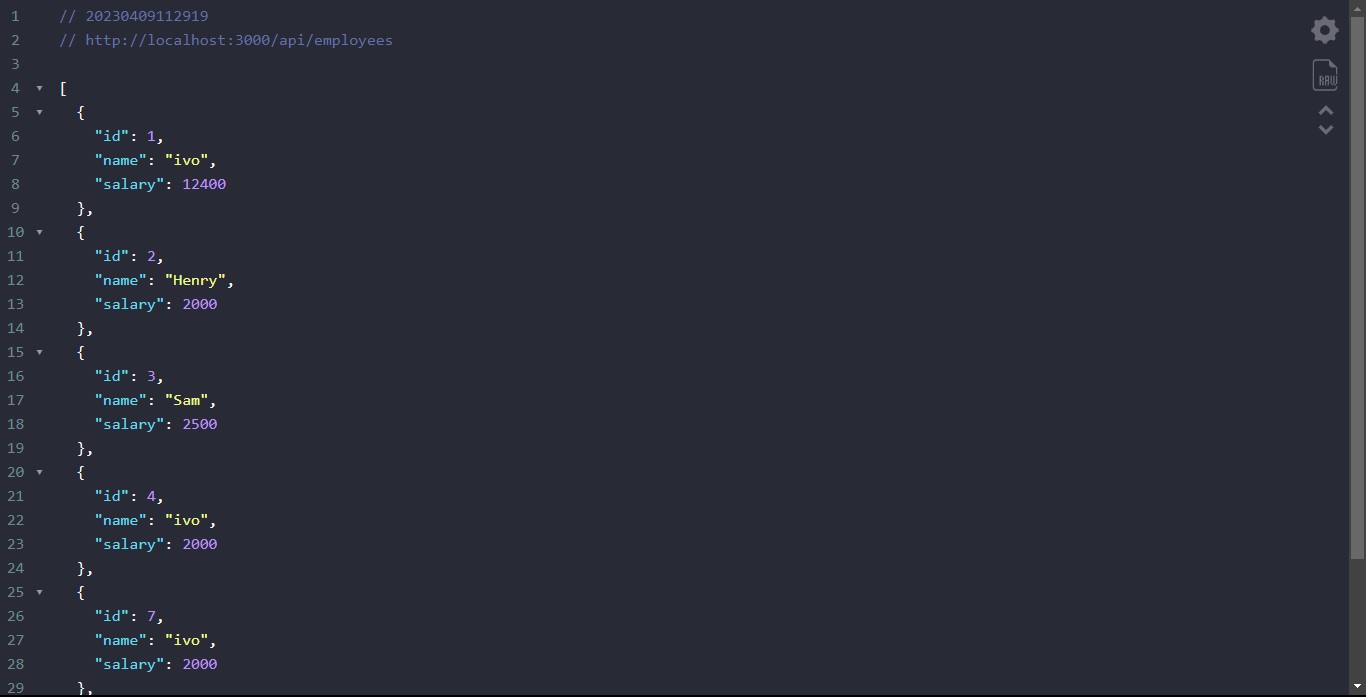 1 // 20230409112919
2 // http://localhost:3000/api/employees
3
4 [
5 {
6 "id": 1,
7 "name": "ivo",
8 "salary": 12400
9 },
10 {
11 "id": 2,
12 "name": "Henry",
13 "salary": 2000
14 },
15 {
16 "id": 3,
17 "name": "Sam",
18 "salary": 2500
19 },
20 {
21 "id": 4,
22 "name": "ivo",
23 "salary": 2000
24 },
25 {
26 "id": 7,
27 "name": "ivo",
28 "salary": 2000
29 },
RAW